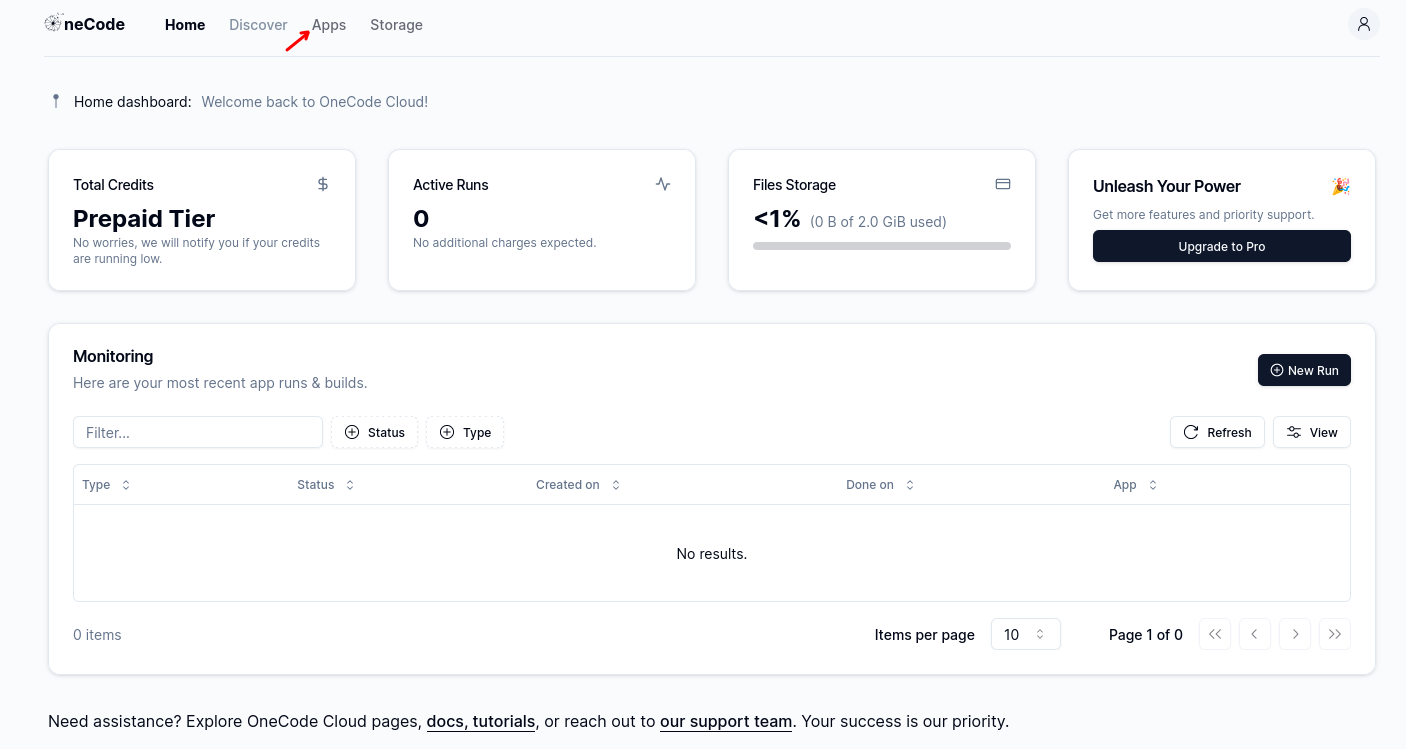 neCode Home Discover Apps Storage
Home dashboard: Welcome back to OneCode Cloud!
Total Credits
Prepaid Tier
No worries, we will notify you if your credits
are running low.
Active Runs
0
No additional charges expected.
Files Storage
<1% (0 B of 2.0 GiB used)
Unleash Your Power
Get more features and priority support.
Upgrade to Pro
Monitoring
Here are your most recent app runs & builds.
New Run
Filter... Status Type Refresh View
Type Status Created on Done on App
No results.
0 items Items per page 10 Page 1 of 0
Need assistance? Explore OneCode Cloud pages, docs, tutorials, or reach out to our support team. Your success is our priority.